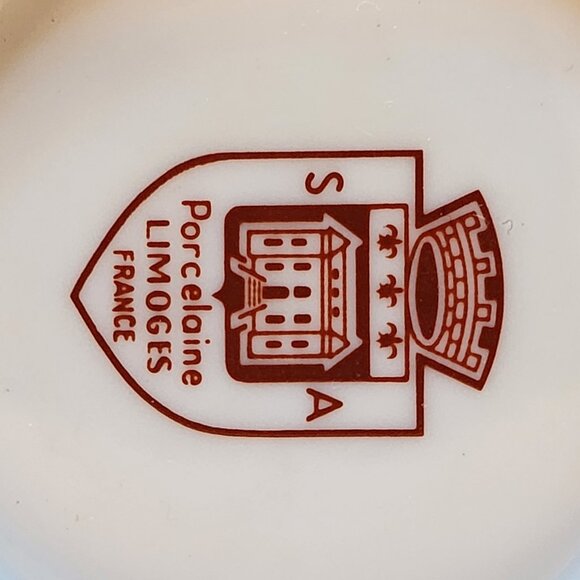 S A
Porcelaine
LIMOGES
FRANCE